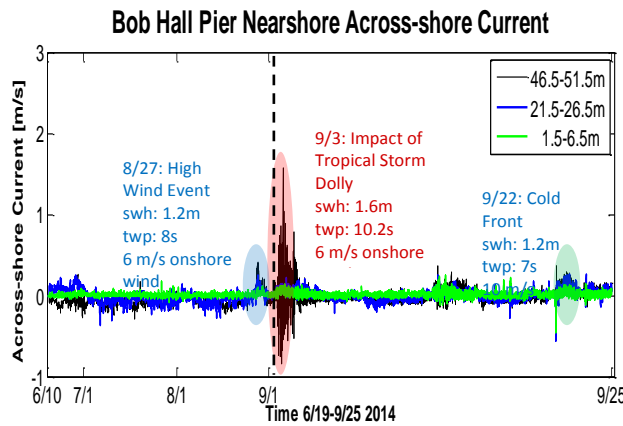 Bob Hall Pier Nearshore Across-shore Current
Across-shore Current [m/s]
3
2
1
0
-1
46.5-51.5m
21.5-26.5m
1.5-6.5m
8/27: High
Wind Event
swh: 1.2m
twp: 8s
6 m/s onshore
wind
9/3: Impact of
Tropical Storm
Dolly
swh: 1.6m
twp: 10.2s
6 m/s onshore
9/22: Cold
Front
swh: 1.2m
twp: 7s
10 m/s
6/10
7/1
8/1
9/1
9/25
Time 6/19-9/25 2014